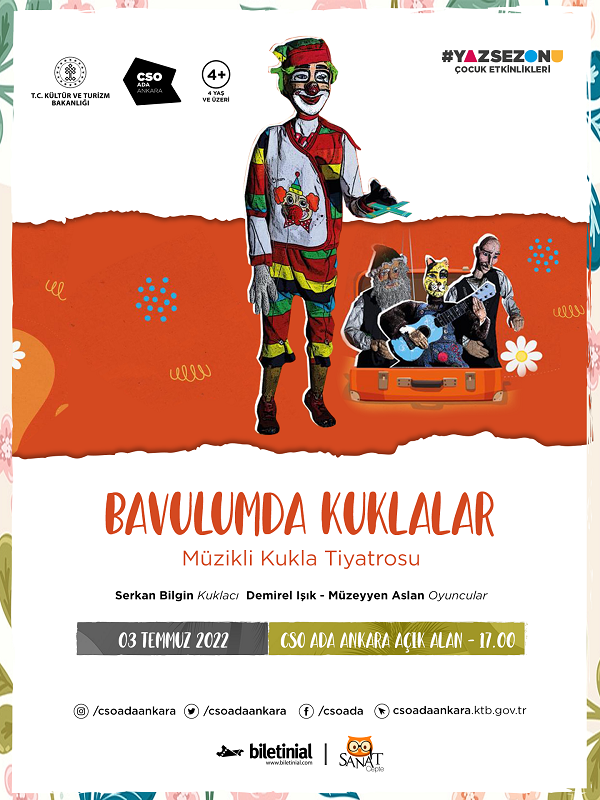 T.C. KÜLTÜR VE TURİZM
BAKANLIĞI
CSO
ADA
ANKARA
4+
4 YAŞ
VE ÜZERİ
#YAZSEZONU
ÇOCUK ETKİNLİKLERİ
BAVULUMDA KUKLALAR
Müzikli Kukla Tiyatrosu
Serkan Bilgin Kuklacı Demirel Işık - Müzeyyen Aslan Oyuncular
03 TEMMUZ 2022
CSO ADA ANKARA AÇIK ALAN - 17.00
/csoadaankara
/csoadaankara
/csoada
csoadaankara.ktb.gov.tr
biletinial
www.biletinial.com
SANAT
Cepte